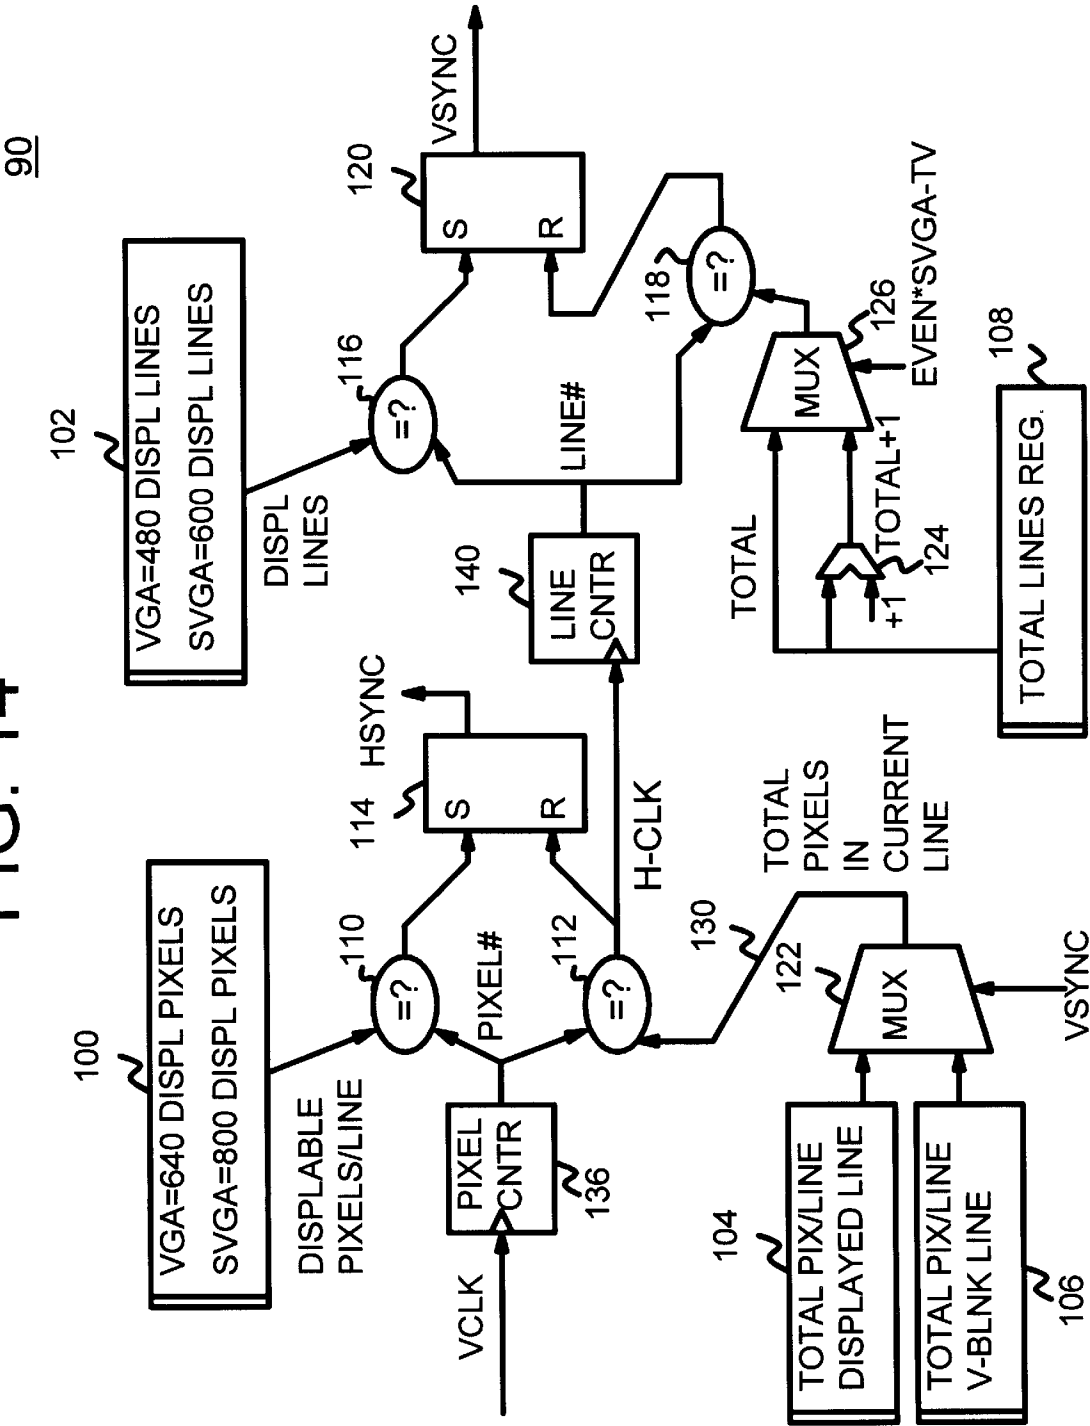 90
FIG. 14
100
VGA=640 DISPL PIXELS
SVGA=800 DISPL PIXELS
DISPLABLE
PIXELS/LINE
102
VGA=480 DISPL LINES
SVGA=600 DISPL LINES
DISPL
LINES
110
=?
114
S
R
HSYNC
116
=?
120
S
R
VSYNC
VCLK
PIXEL
CNTR
136
PIXEL#
112
=?
H-CLK
140
LINE
CNTR
LINE#
118
=?
130
TOTAL
PIXELS
IN
CURRENT
LINE
122
MUX
VSYNC
104
TOTAL PIX/LINE
DISPLAYED LINE
TOTAL PIX/LINE
V-BLNK LINE
106
TOTAL
+1
TOTAL+1
124
MUX
126
EVEN*SVGA-TV
108
TOTAL LINES REG.